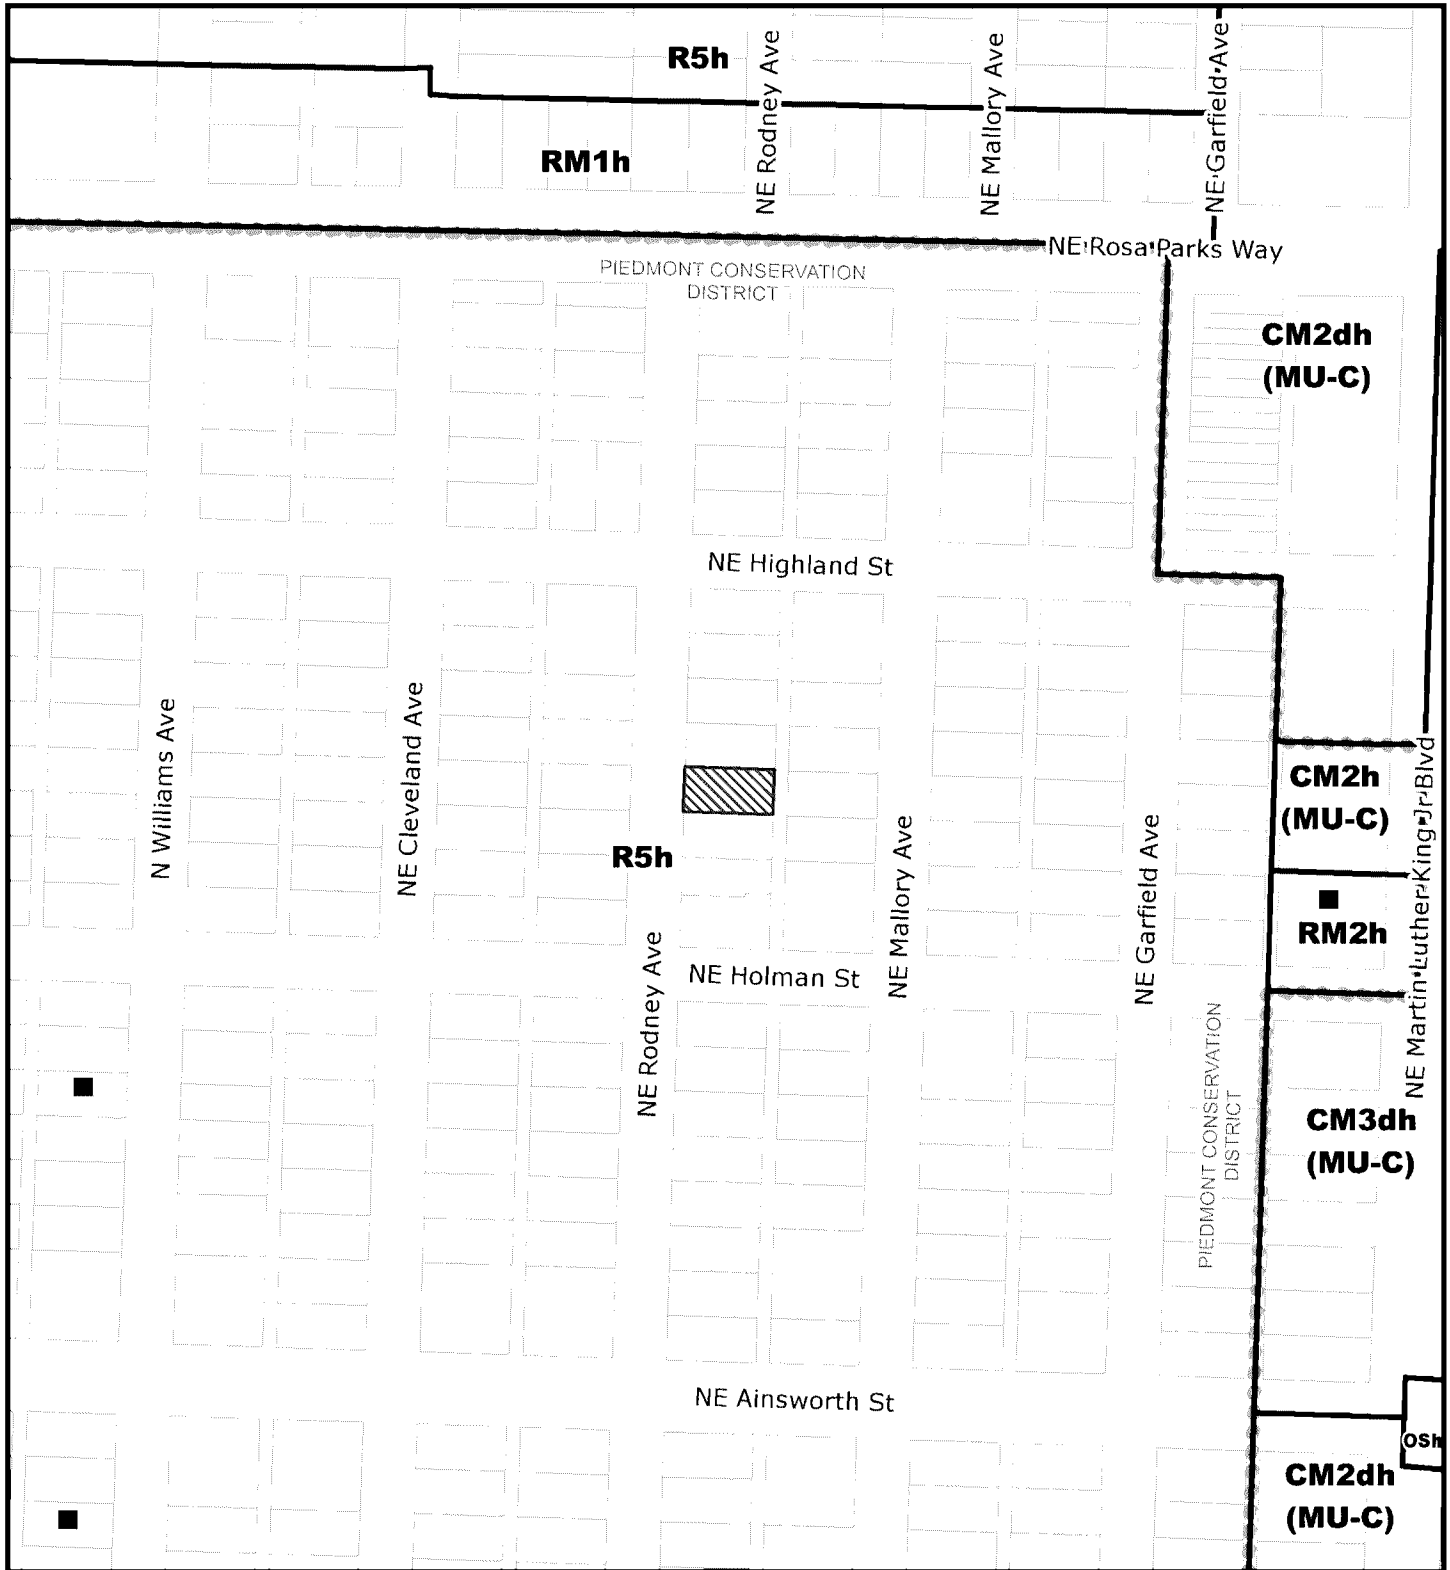 R5h
NE Rodney Ave
NE Mallory Ave
NE Garfield Ave
RM1h
NE Rosa Parks Way
PIEDMONT CONSERVATION
DISTRICT
CM2dh
(MU-C)
NE Highland St
N Williams Ave
NE Cleveland Ave
CM2h
(MU-C)
NE Martin Luther King Jr Blvd
R5h
NE Mallory Ave
NE Garfield Ave
RM2h
NE Rodney Ave
NE Holman St
PIEDMONT CONSERVATION
DISTRICT
CM3dh
(MU-C)
NE Ainsworth St
OSh
CM2dh
(MU-C)